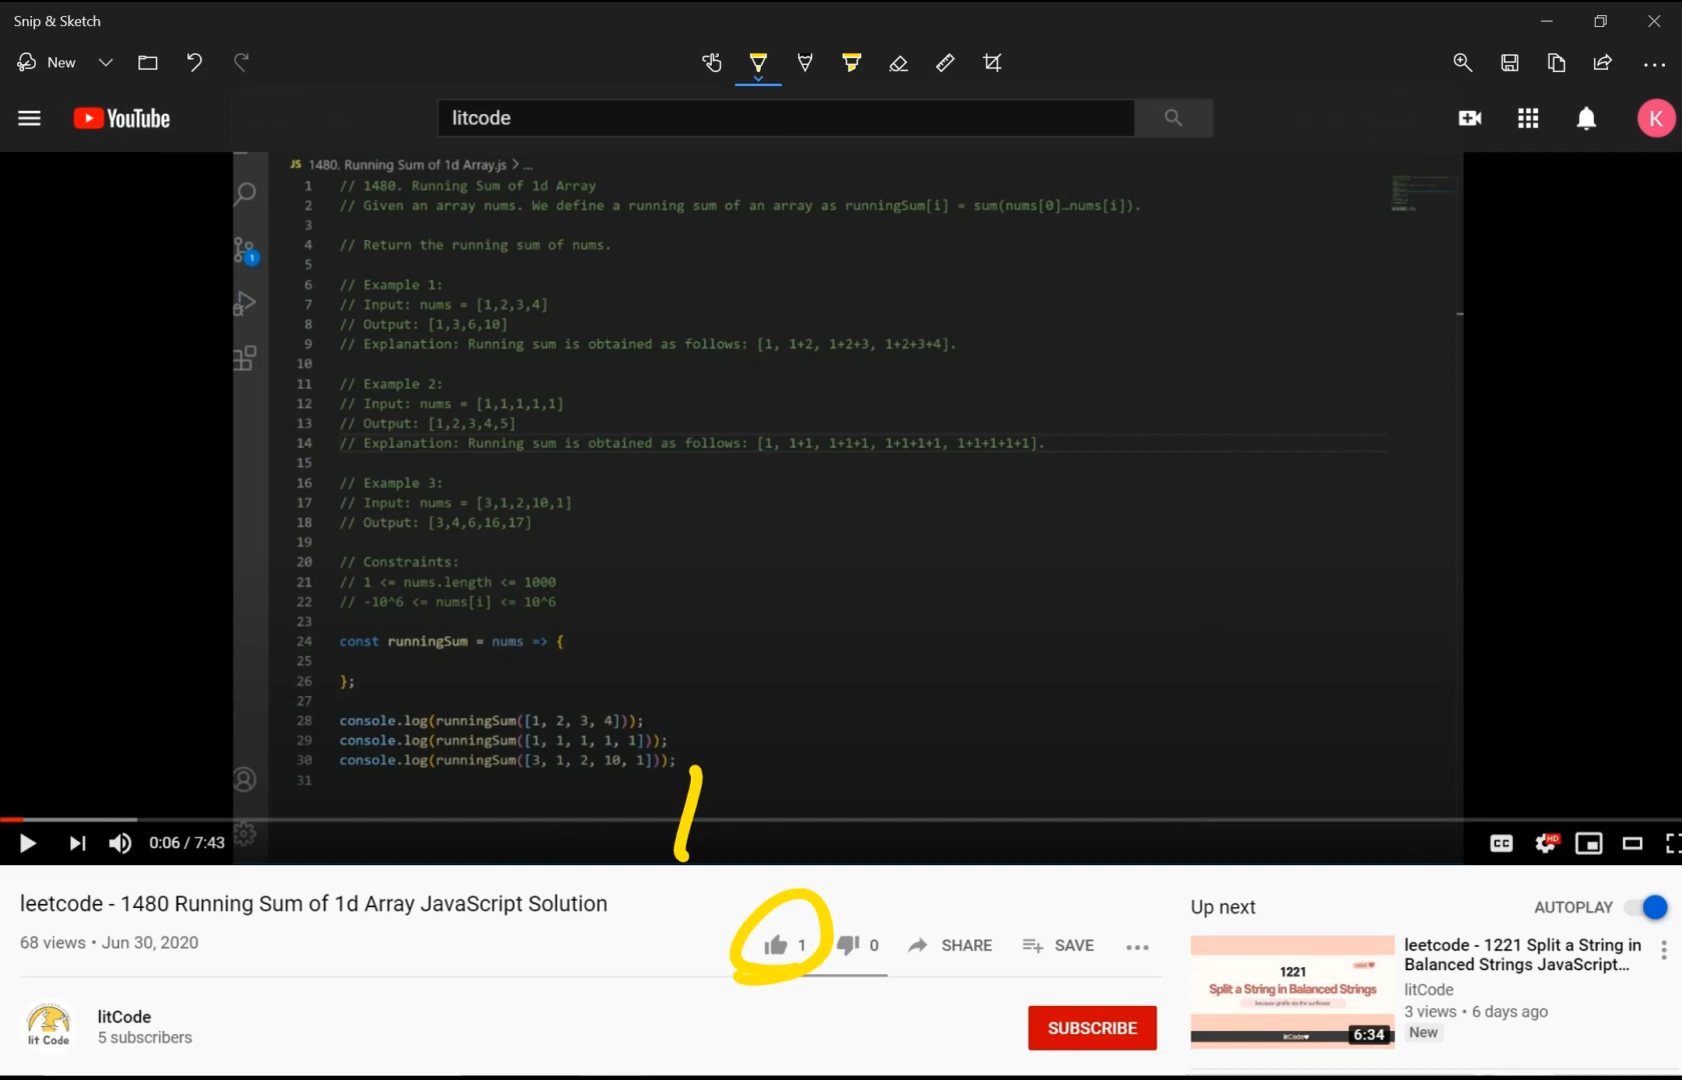 Snip & Sketch
New
YouTube
litcode
K
JS 1480. Running Sum of 1d Array.js > ...
1 // 1480. Running Sum of 1d Array
2 // Given an array nums. We define a running sum of an array as runningSum[i] = sum(nums[0]…nums[i]).
3
4 // Return the running sum of nums.
5
6 // Example 1:
7 // Input: nums = [1,2,3,4]
8 // Output: [1,3,6,10]
9 // Explanation: Running sum is obtained as follows: [1, 1+2, 1+2+3, 1+2+3+4].
10
11 // Example 2:
12 // Input: nums = [1,1,1,1,1]
13 // Output: [1,2,3,4,5]
14 // Explanation: Running sum is obtained as follows: [1, 1+1, 1+1+1, 1+1+1+1, 1+1+1+1+1].
15
16 // Example 3:
17 // Input: nums = [3,1,2,10,1]
18 // Output: [3,4,6,16,17]
19
20 // Constraints:
21 // 1 <= nums.length <= 1000
22 // -10^6 <= nums[i] <= 10^6
23
24 const runningSum = nums => {
25
26 };
27
28 console.log(runningSum([1, 2, 3, 4]));
29 console.log(runningSum([1, 1, 1, 1, 1]));
30 console.log(runningSum([3, 1, 2, 10, 1]));
31
1
0:06 / 7:43
CC
HD
leetcode - 1480 Running Sum of 1d Array JavaScript Solution
68 views • Jun 30, 2020
1
0
SHARE
SAVE
lit Code
litCode
5 subscribers
SUBSCRIBE
Up next
AUTOPLAY
1221
Split a String in Balanced Strings
6:34
leetcode - 1221 Split a String in
Balanced Strings JavaScript...
litCode
3 views • 6 days ago
New